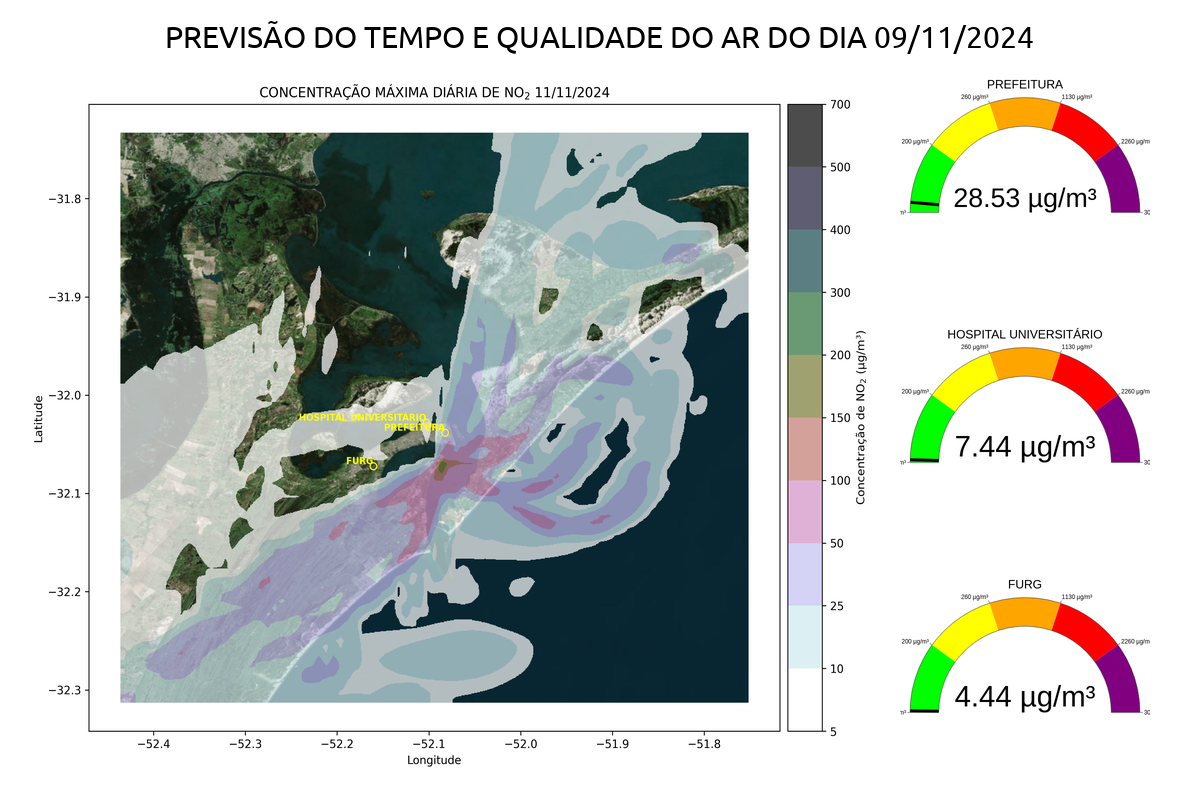 PREVISÃO DO TEMPO E QUALIDADE DO AR DO DIA 09/11/2024
CONCENTRAÇÃO MÁXIMA DIÁRIA DE NO₂ 11/11/2024
−31.8
−31.9
−32.0
−32.1
−32.2
−32.3
Latitude
−52.4
−52.3
−52.2
−52.1
−52.0
−51.9
−51.8
Longitude
HOSPITAL UNIVERSITÁRIO
PREFEITURA
FURG
700
500
400
300
200
150
100
50
25
10
5
Concentração de NO₂ (µg/m³)
PREFEITURA
260 µg/m³
1130 µg/m³
200 µg/m³
2260 µg/m
28.53 µg/m³
m³
30
HOSPITAL UNIVERSITÁRIO
260 µg/m³
1130 µg/m³
200 µg/m³
2260 µg/m
7.44 µg/m³
m³
30
FURG
260 µg/m³
1130 µg/m³
200 µg/m³
2260 µg/m
4.44 µg/m³
m³
30